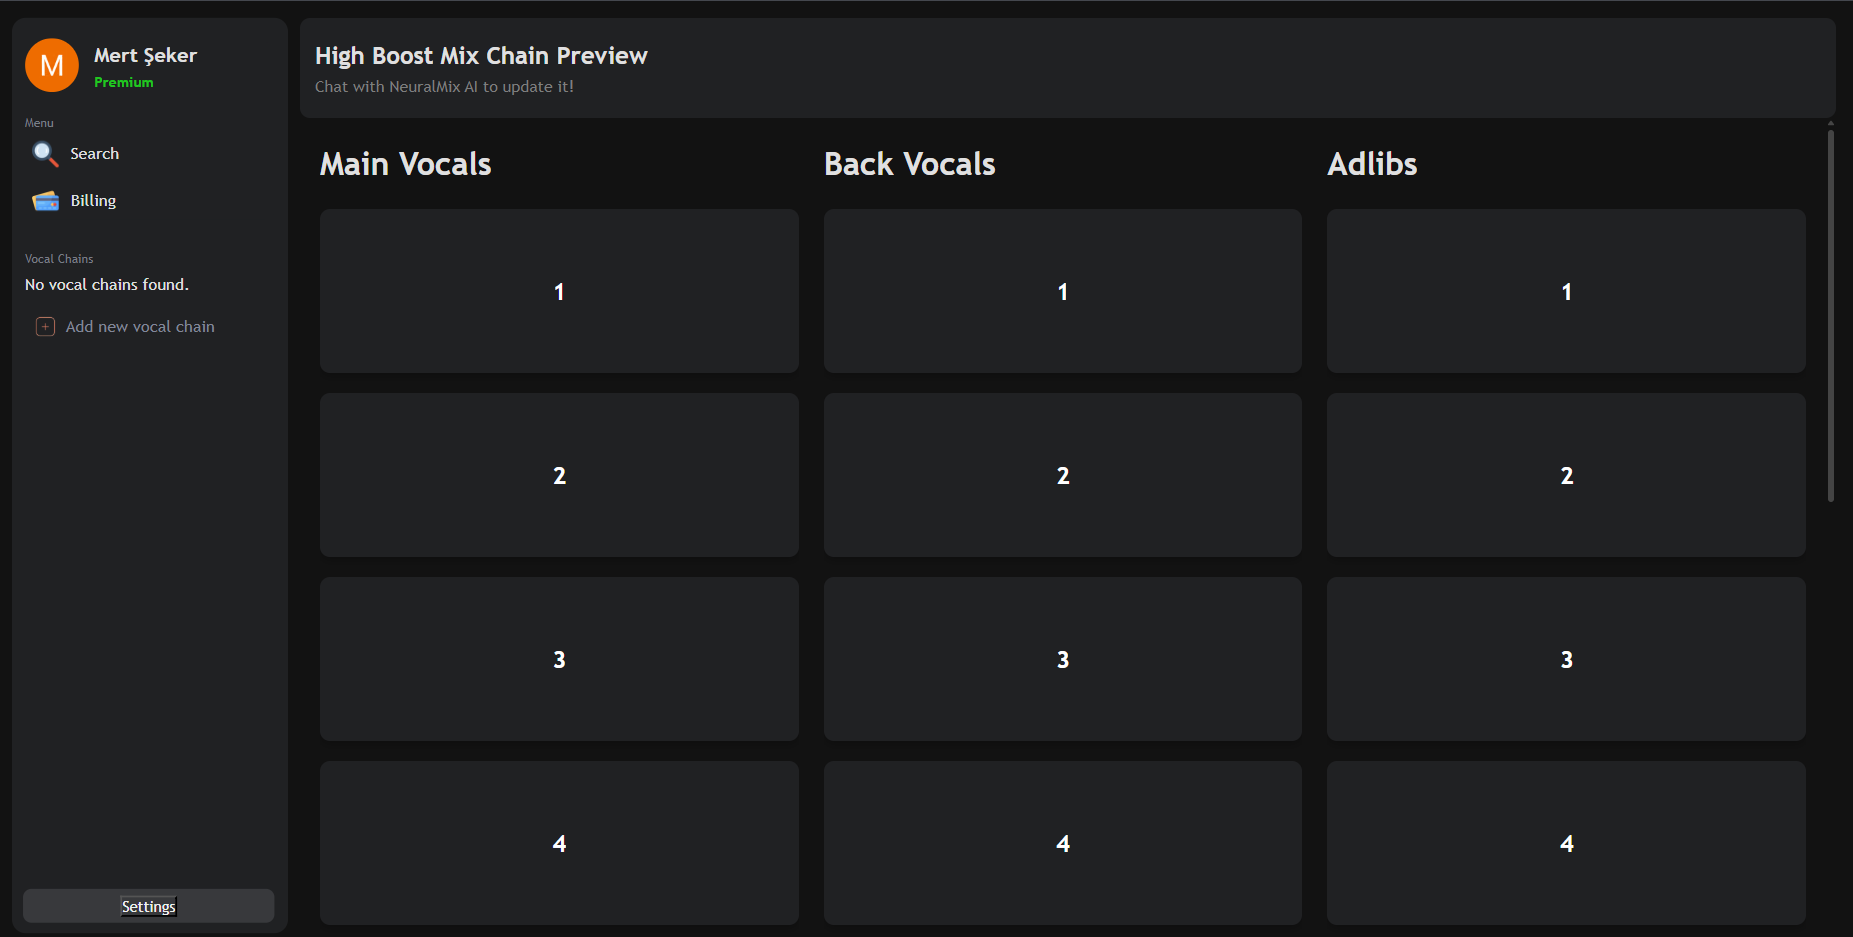 M
Mert Şeker
Premium
Menu
Search
Billing
Vocal Chains
No vocal chains found.
+ Add new vocal chain
Settings
High Boost Mix Chain Preview
Chat with NeuralMix AI to update it!
Main Vocals
1
2
3
4
Back Vocals
1
2
3
4
Adlibs
1
2
3
4